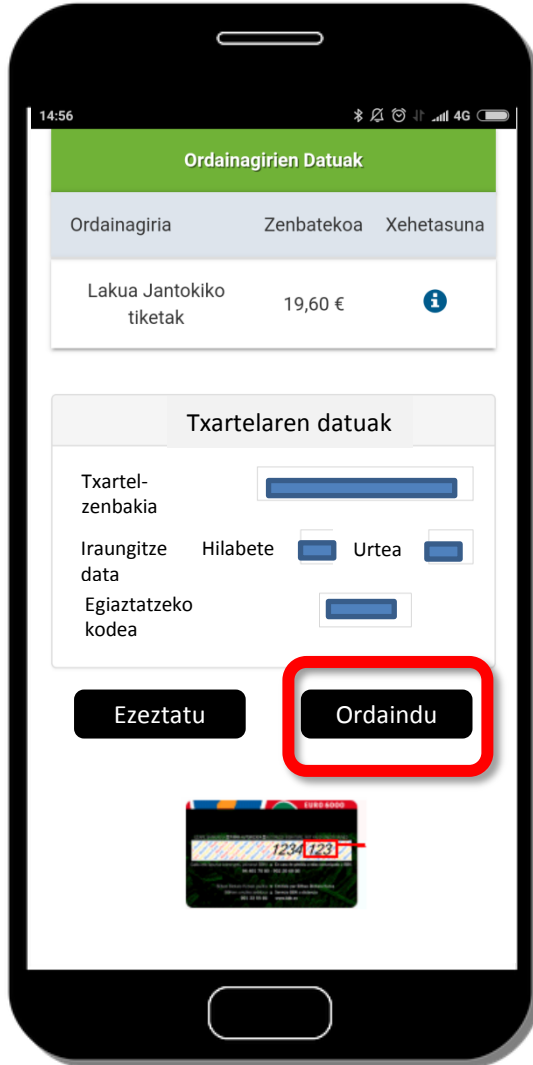 14:56 4G
Ordainagirien Datuak
Ordainagiria Zenbatekoa Xehetasuna
Lakua Jantokiko
tiketak
19,60 €
Txartelaren datuak
Txartel-
zenbakia
Iraungitze
data
Hilabete Urtea
Egiaztatzeko
kodea
Ezeztatu Ordaindu
EURO 6000
1234 123